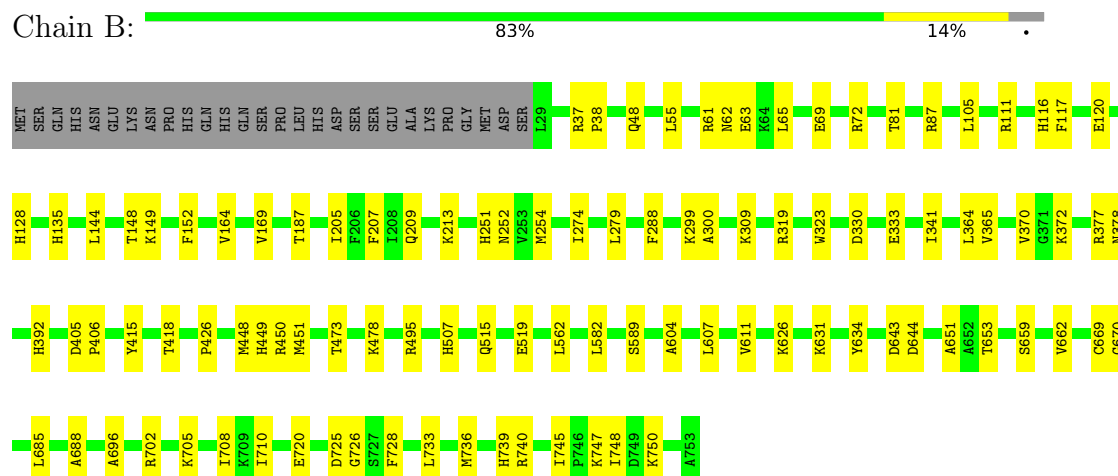 Chain B:
83% 14% •
MET SER GLN HIS HIS ASN GLU LYS ASN PRO HIS GLN HIS GLN SER PRO LEU HIS ASP SER SER GLU ALA LYS PRO GLY MET ASP SER L29 R37 P38 Q48 L55 R61 N62 E63 K64 L65 E69 R72 T81 R87 L105 R111 H116 F117 E120
H128 H135 L144 T148 K149 F152 V164 V169 T187 I205 F206 F207 I208 Q209 K213 H251 N252 V253 M254 I274 L279 F288 K299 A300 K309 R319 W323 D330 E333 I341 L364 V365 V370 G371 K372 R377 N378
H392 D405 P406 Y415 T418 P426 M448 H449 R450 M451 T473 K478 R495 H507 Q515 E519 L562 L582 S589 A604 L607 V611 K626 K631 Y634 D643 D644 A651 A652 T653 S659 V662 C669 G670
L685 A688 A696 R702 K705 I708 K709 I710 E720 D725 G726 S727 F728 L733 M736 H739 R740 I745 P746 K747 I748 D749 K750 A753